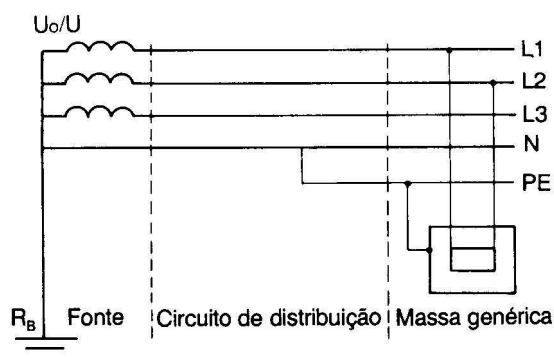 Uo/U
L1
L2
L3
N
PE
RB Fonte Circuito de distribuição Massa genérica